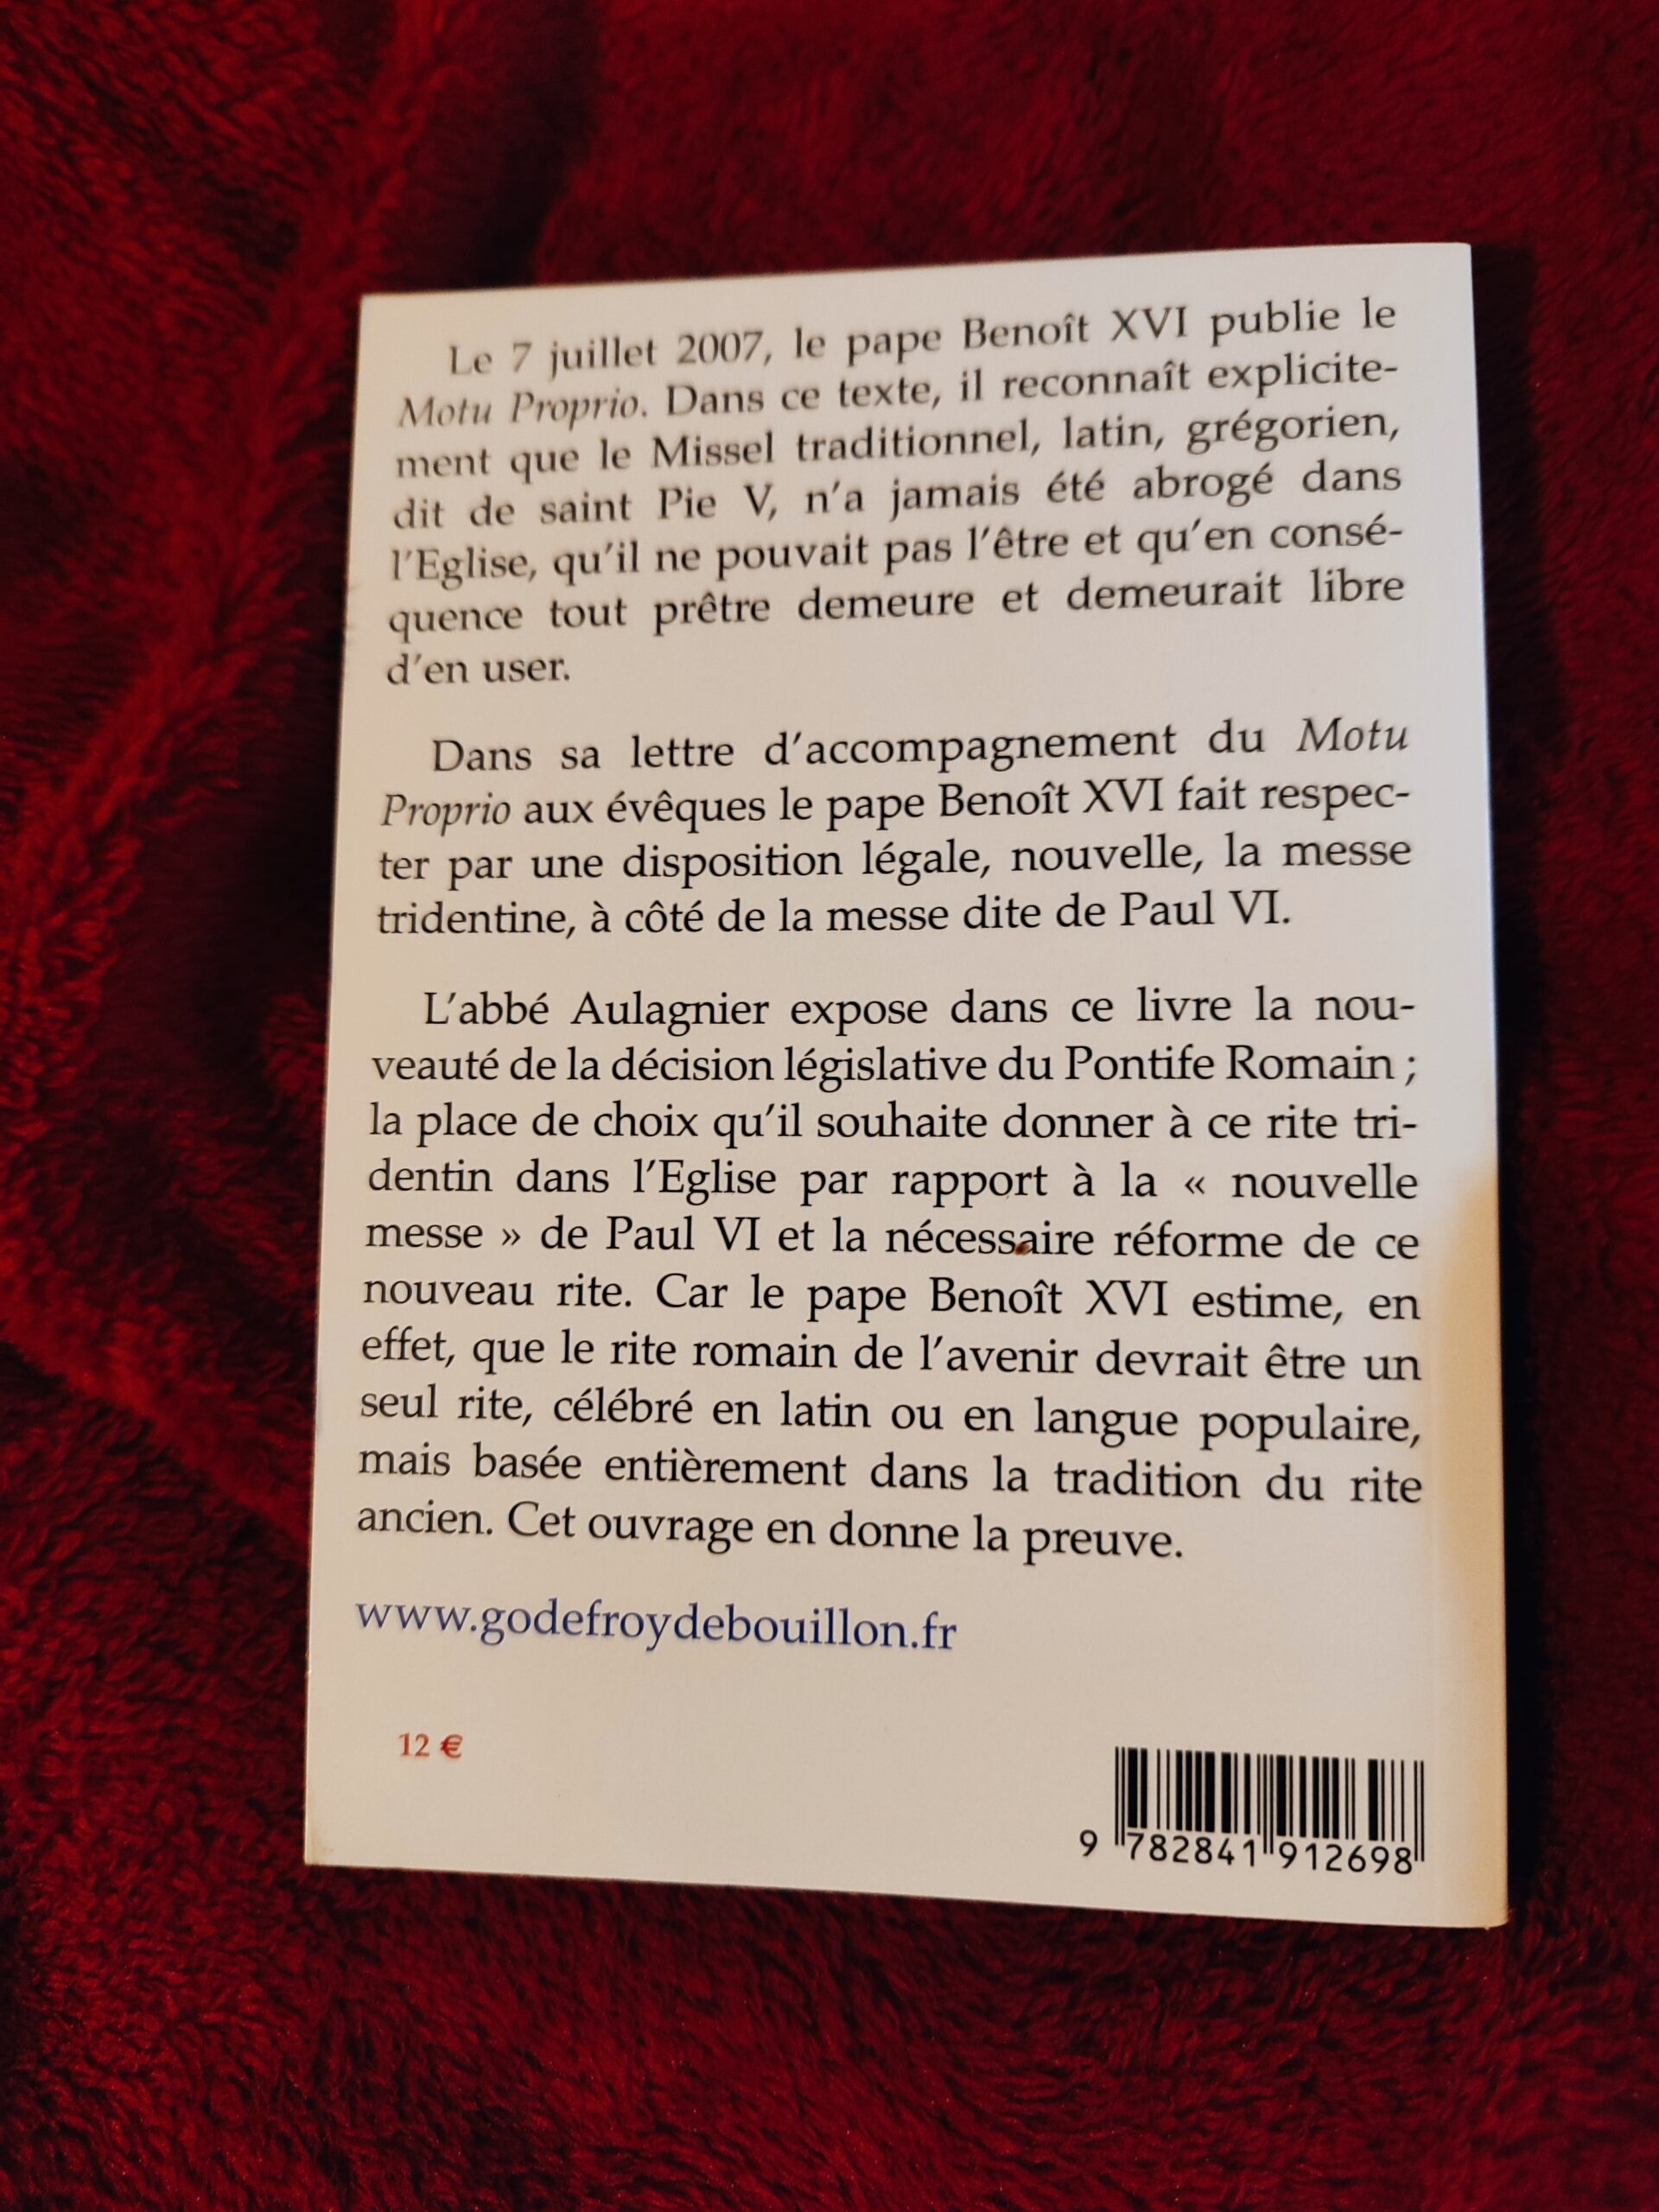 Le 7 juillet 2007, le pape Benoît XVI publie le
Motu Proprio. Dans ce texte, il reconnaît explicite-
ment que le Missel traditionnel, latin, grégorien,
dit de saint Pie V, n'a jamais été abrogé dans
l'Eglise, qu'il ne pouvait pas l'être et qu'en consé-
quence tout prêtre demeure et demeurait libre
d'en user.
Dans sa lettre d'accompagnement du Motu
Proprio aux évêques le pape Benoît XVI fait respec-
ter par une disposition légale, nouvelle, la messe
tridentine, à côté de la messe dite de Paul VI.
L'abbé Aulagnier expose dans ce livre la nou-
veauté de la décision législative du Pontife Romain ;
la place de choix qu'il souhaite donner à ce rite tri-
dentin dans l'Eglise par rapport à la « nouvelle
messe » de Paul VI et la nécessaire réforme de ce
nouveau rite. Car le pape Benoît XVI estime, en
effet, que le rite romain de l'avenir devrait être un
seul rite, célébré en latin ou en langue populaire,
mais basée entièrement dans la tradition du rite
ancien. Cet ouvrage en donne la preuve.
www.godefroydebouillon.fr
12 €
9 782841 912698